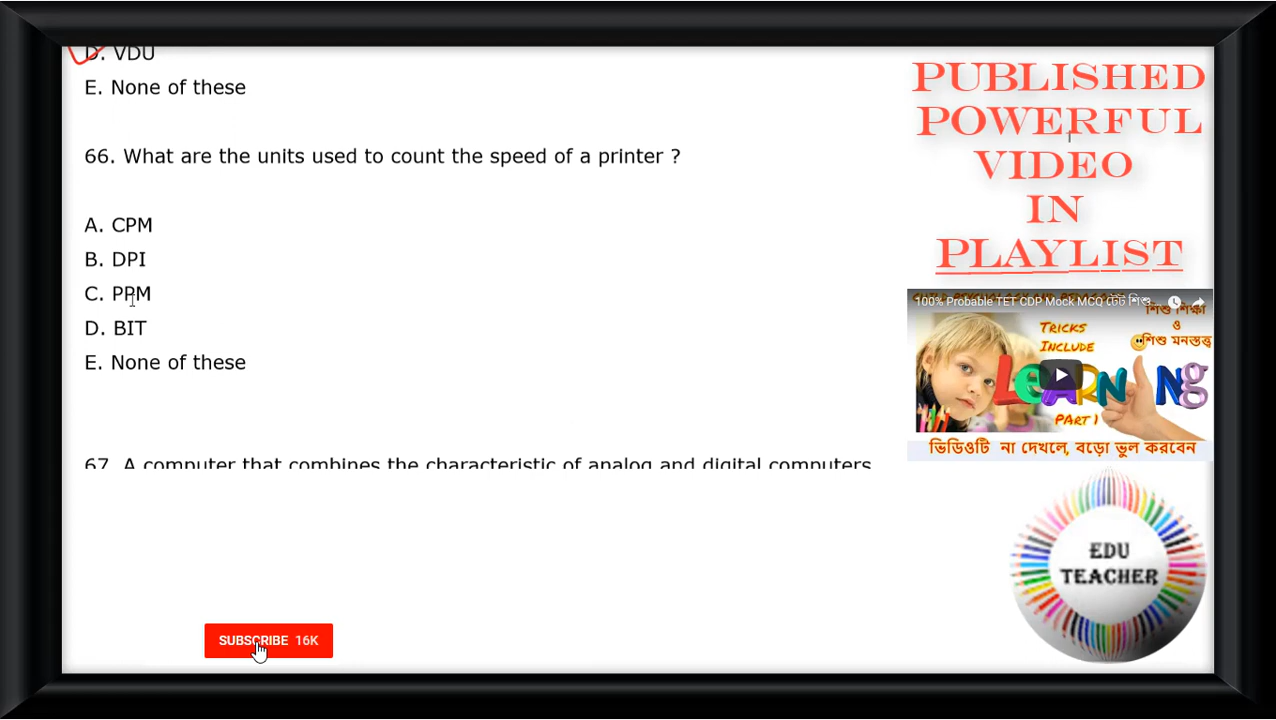 D. VDU
E. None of these
66. What are the units used to count the speed of a printer ?
A. CPM
B. DPI
C. PPM
D. BIT
E. None of these
67. A computer that combines the characteristic of analog and digital computers
SUBSCRIBE 16K
PUBLISHED
POWERFUL
VIDEO
IN
PLAYLIST
100% Probable TET CDP Mock MCQ টেট শিশু
শিশু শিক্ষা
ও
শিশু মনস্তত্ত্ব
TRICKS
INCLUDE
LEARNING
PART 1
ভিডিওটি না দেখলে, বড়ো ভুল করবেন
EDU
TEACHER